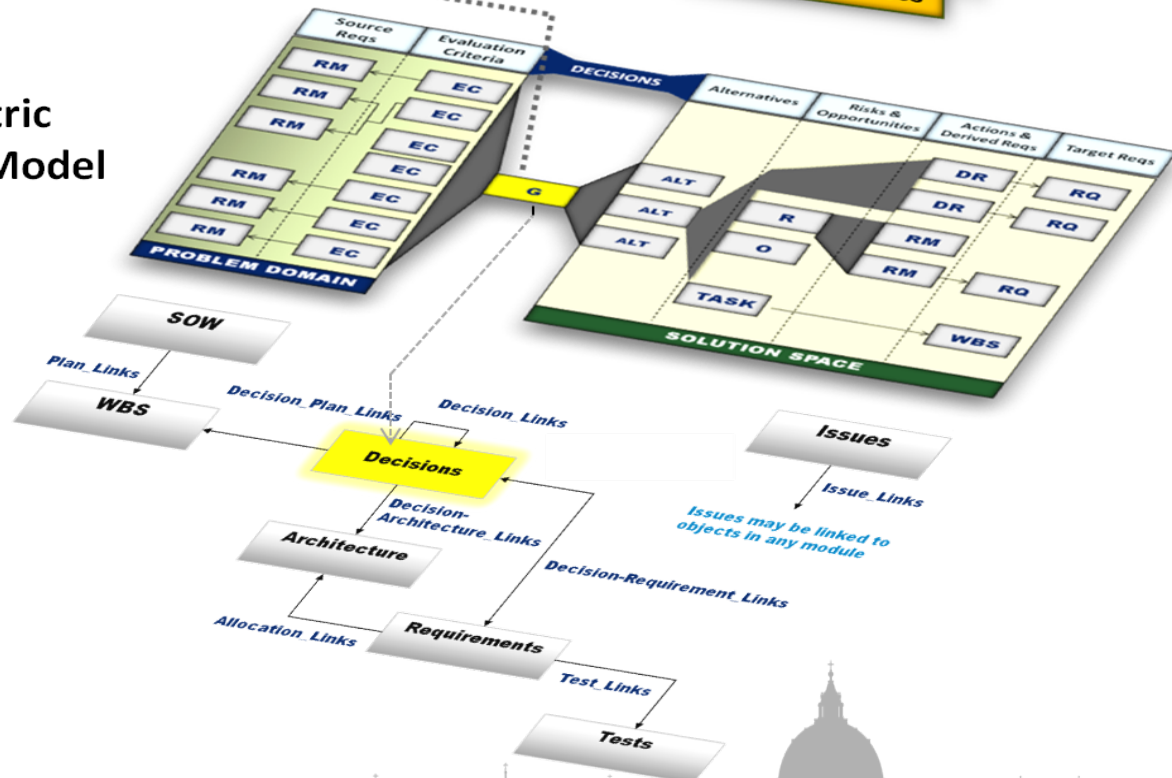 tric
Model
Source
Reqs
Evaluation
Criteria
DECISIONS
Alternatives
Risks &
Opportunities
Actions &
Derived Reqs
Target Reqs
RM
RM
RM
RM
RM
RM
EC
EC
EC
EC
EC
EC
EC
G
ALT
ALT
ALT
R
O
TASK
DR
DR
RM
RM
RQ
RQ
RQ
WBS
PROBLEM DOMAIN
SOLUTION SPACE
SOW
Plan_Links
WBS
Decision_Plan_Links
Decision_Links
Decisions
Decision-
Architecture_Links
Architecture
Allocation_Links
Requirements
Decision-Requirement_Links
Test_Links
Tests
Issues
Issue_Links
Issues may be linked to
objects in any module